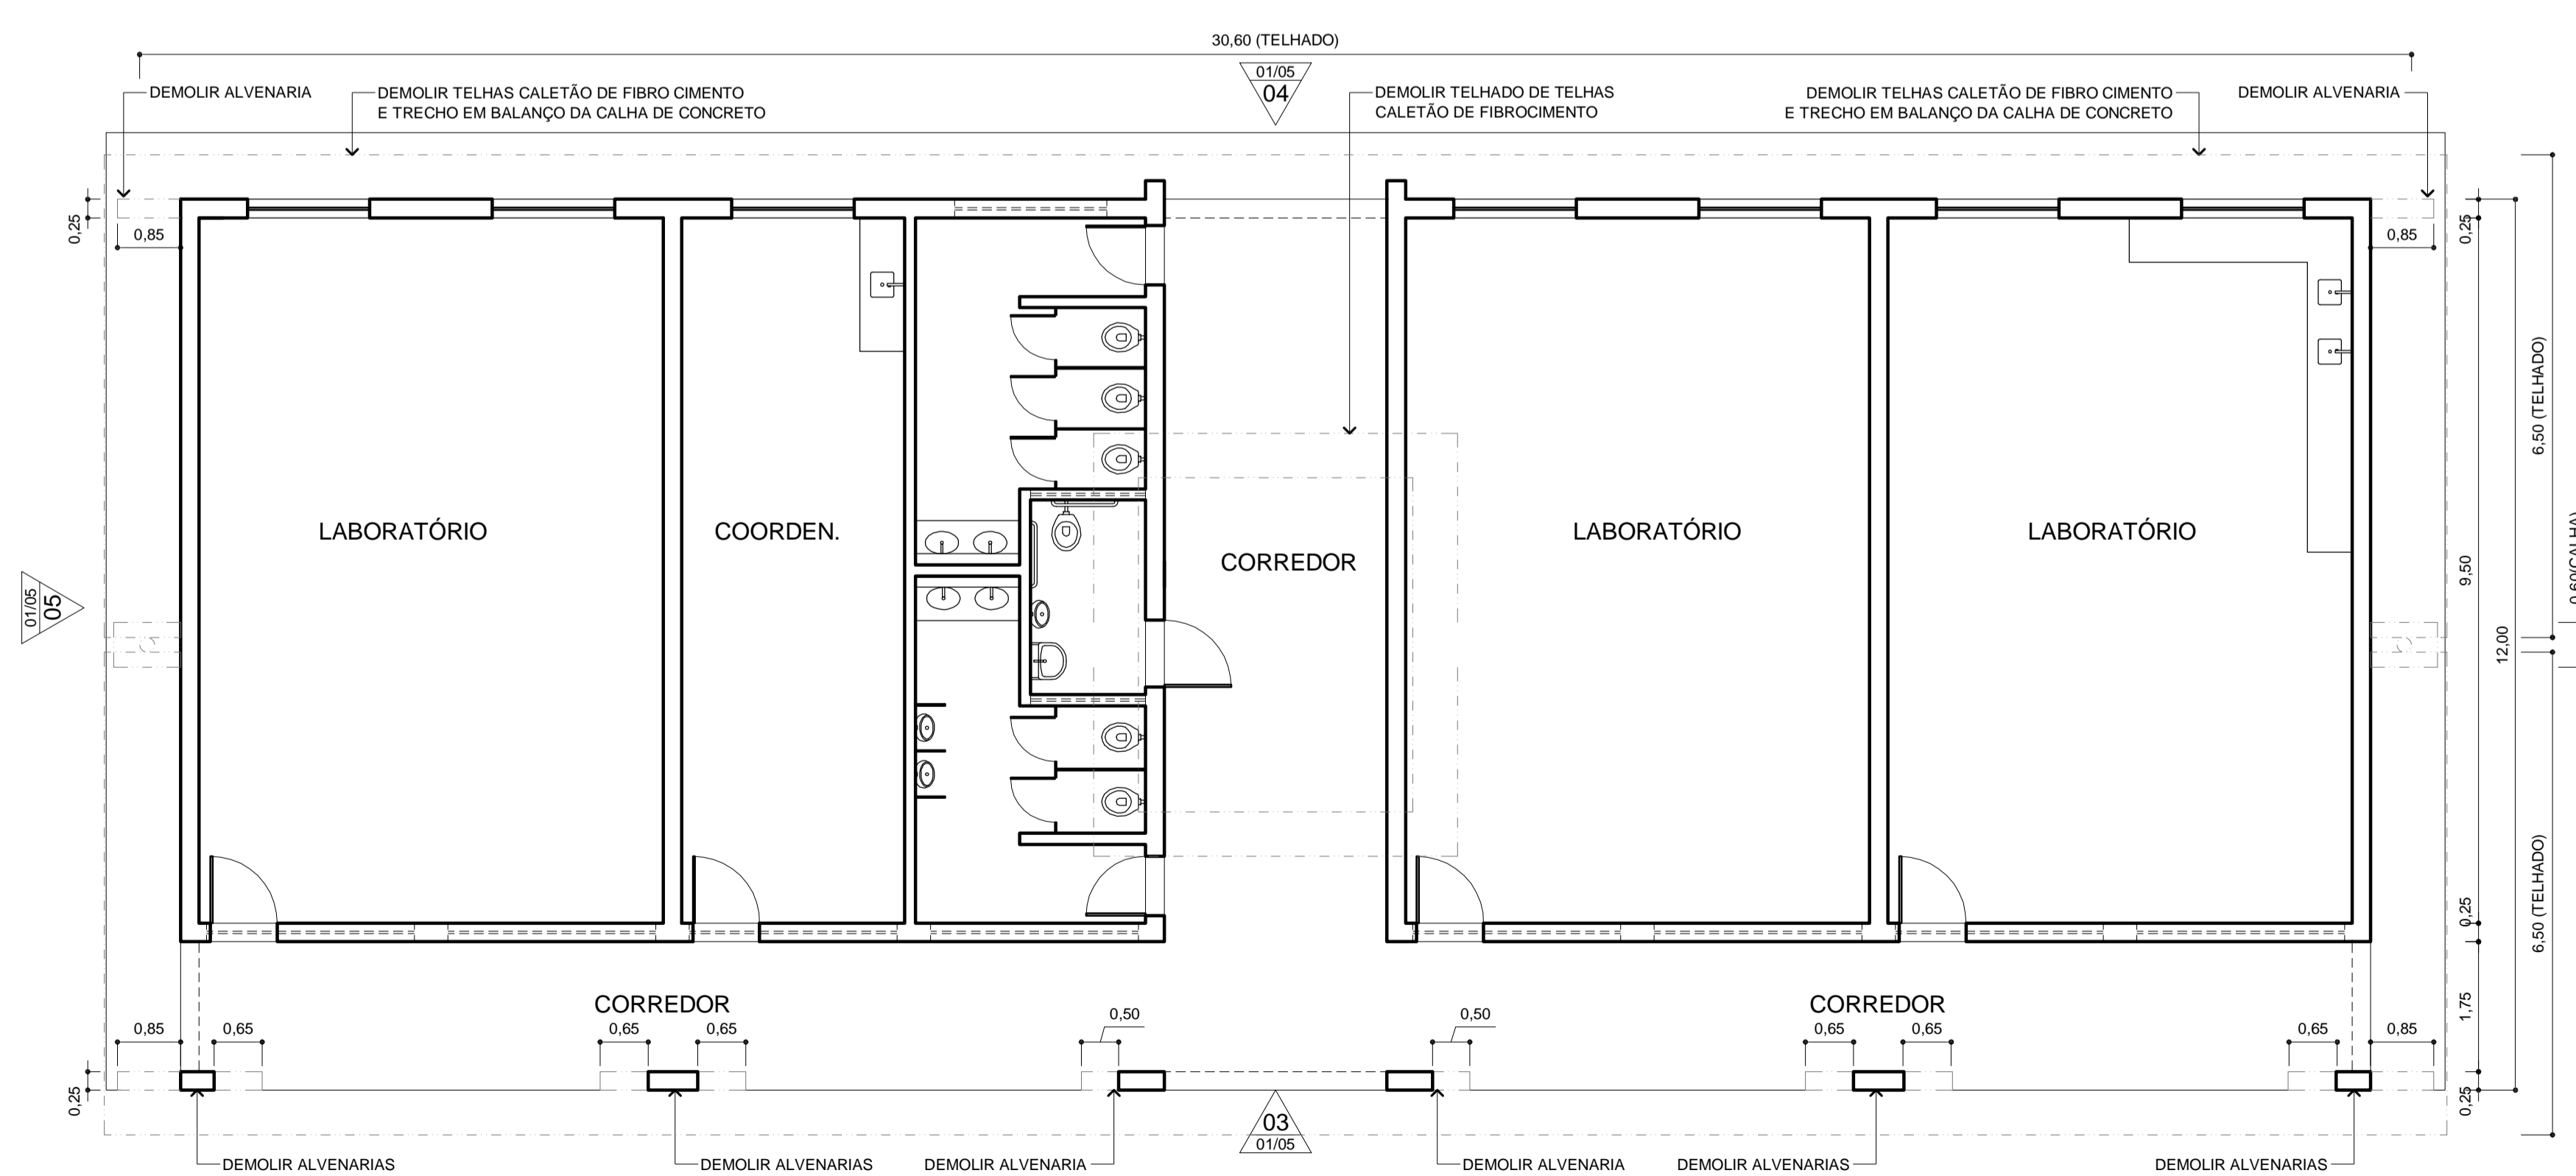 30,60 (TELHADO)
01/05
04
DEMOLIR ALVENARIA
DEMOLIR TELHAS CALETÃO DE FIBRO CIMENTO
E TRECHO EM BALANÇO DA CALHA DE CONCRETO
DEMOLIR TELHADO DE TELHAS
CALETÃO DE FIBROCIMENTO
DEMOLIR TELHAS CALETÃO DE FIBRO CIMENTO
E TRECHO EM BALANÇO DA CALHA DE CONCRETO
DEMOLIR ALVENARIA
0,25
0,85
0,85
0,25
6,50 (TELHADO)
LABORATÓRIO
COORDEN.
CORREDOR
LABORATÓRIO
LABORATÓRIO
9,50
0,60(CALHA)
01/05
05
12,00
0,25
6,50 (TELHADO)
CORREDOR
CORREDOR
1,75
0,85
0,65
0,65
0,65
0,50
0,50
0,65
0,65
0,65
0,85
0,25
0,25
03
01/05
DEMOLIR ALVENARIAS
DEMOLIR ALVENARIAS
DEMOLIR ALVENARIA
DEMOLIR ALVENARIA
DEMOLIR ALVENARIAS
DEMOLIR ALVENARIAS